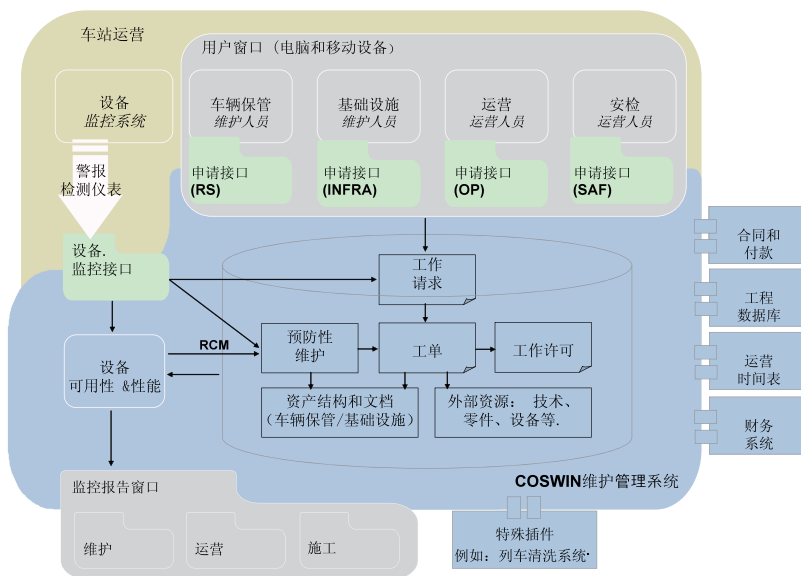 车站运营
用户窗口（电脑和移动设备）
设备
监控系统
车辆保管
维护人员
基础设施
维护人员
运营
运营人员
安检
运营人员
申请接口
(RS)
申请接口
(INFRA)
申请接口
(OP)
申请接口
(SAF)
警报
检测仪表
设备.
监控接口
工作
请求
RCM
预防性
维护
工单
工作许可
设备
可用性 &性能
资产结构和文档
（车辆保管/基础设施）
外部资源： 技术、
零件、设备等.
合同和
付款
工程
数据库
运营
时间表
财务
系统
COSWIN维护管理系统
监控报告窗口
维护
运营
施工
特殊插件
例如：列车清洗系统.